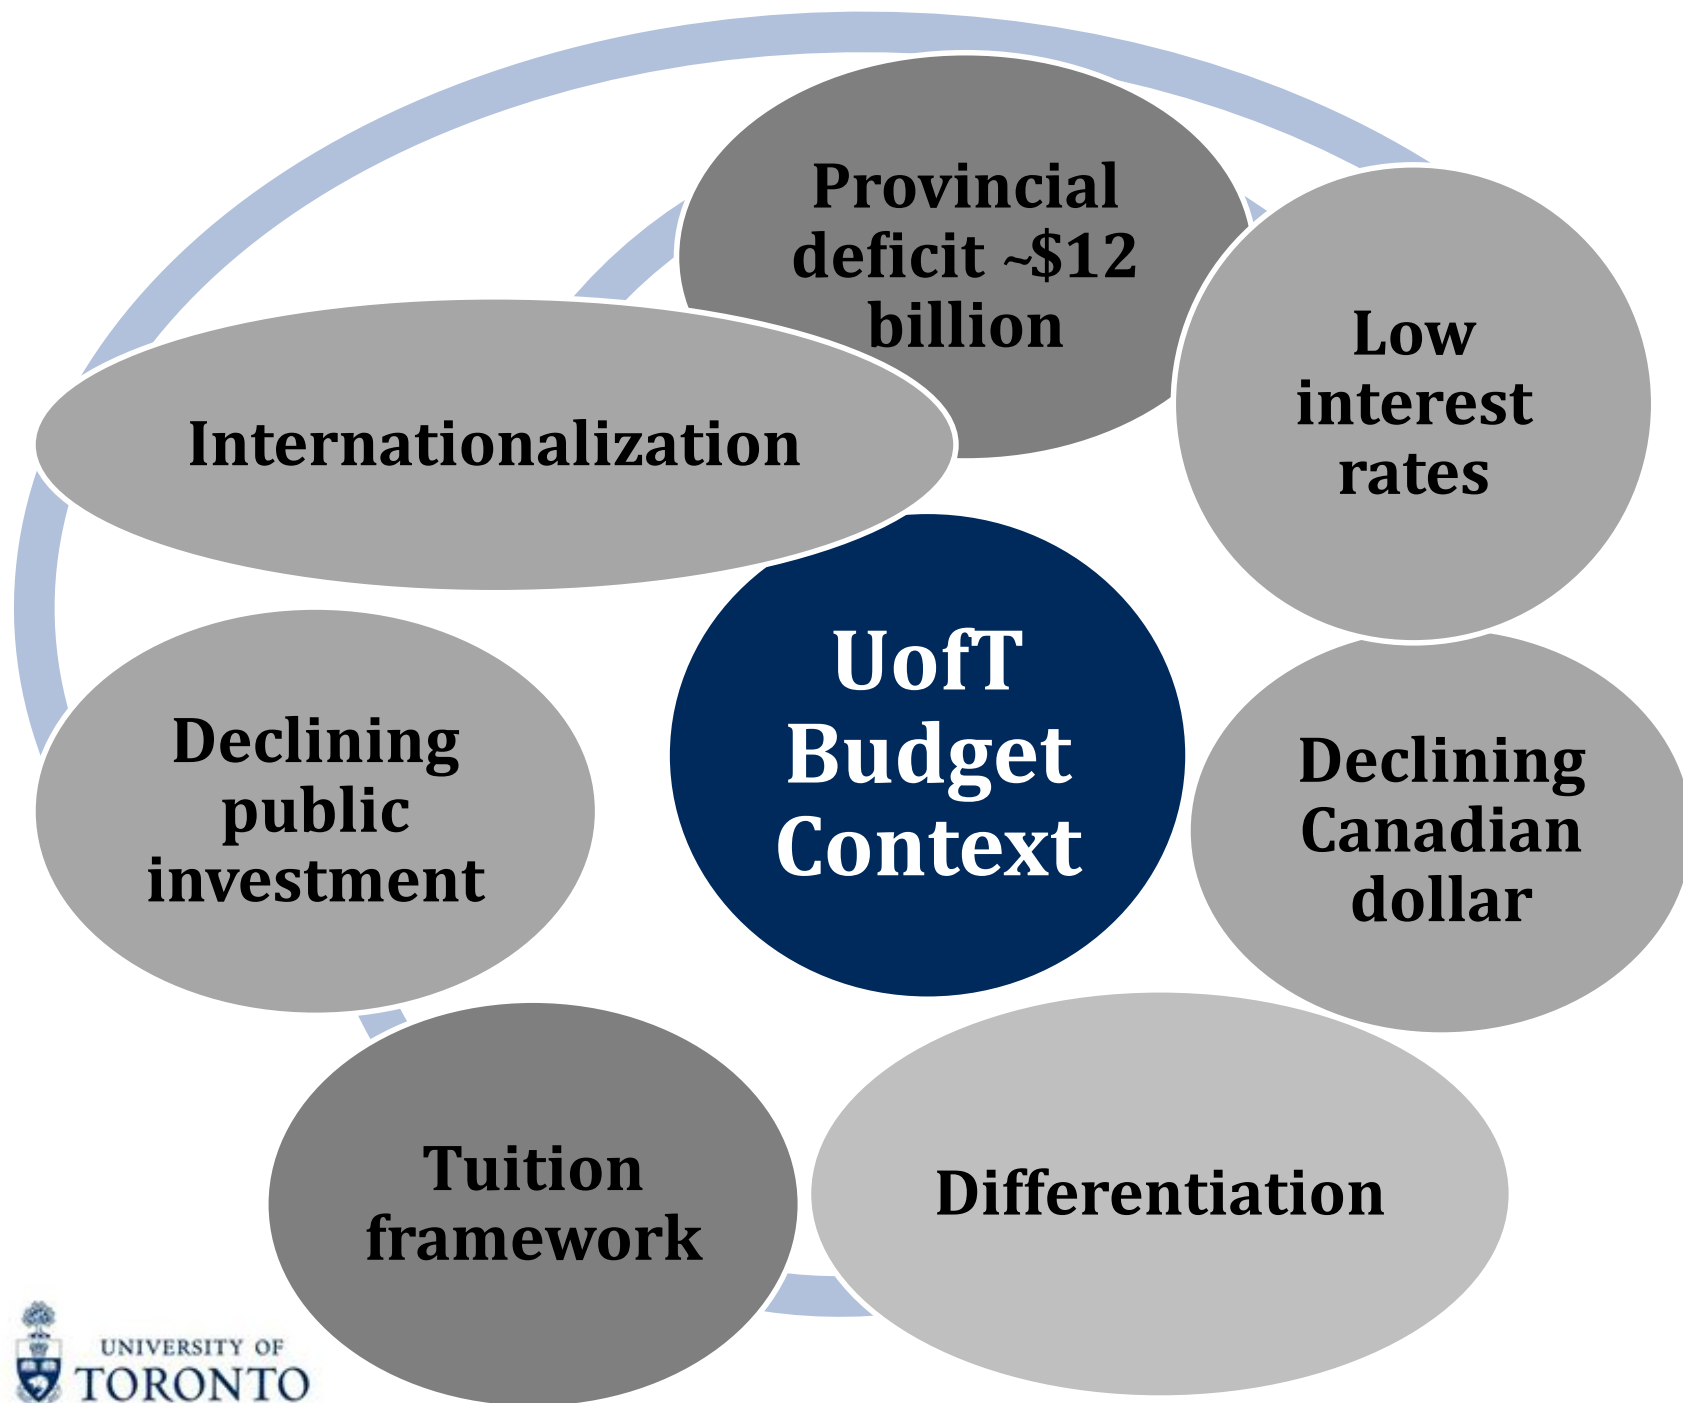 Provincial
deficit ~$12
billion
Low
interest
rates
Internationalization
UofT
Budget
Context
Declining
public
investment
Declining
Canadian
dollar
Tuition
framework
Differentiation
UNIVERSITY OF
TORONTO